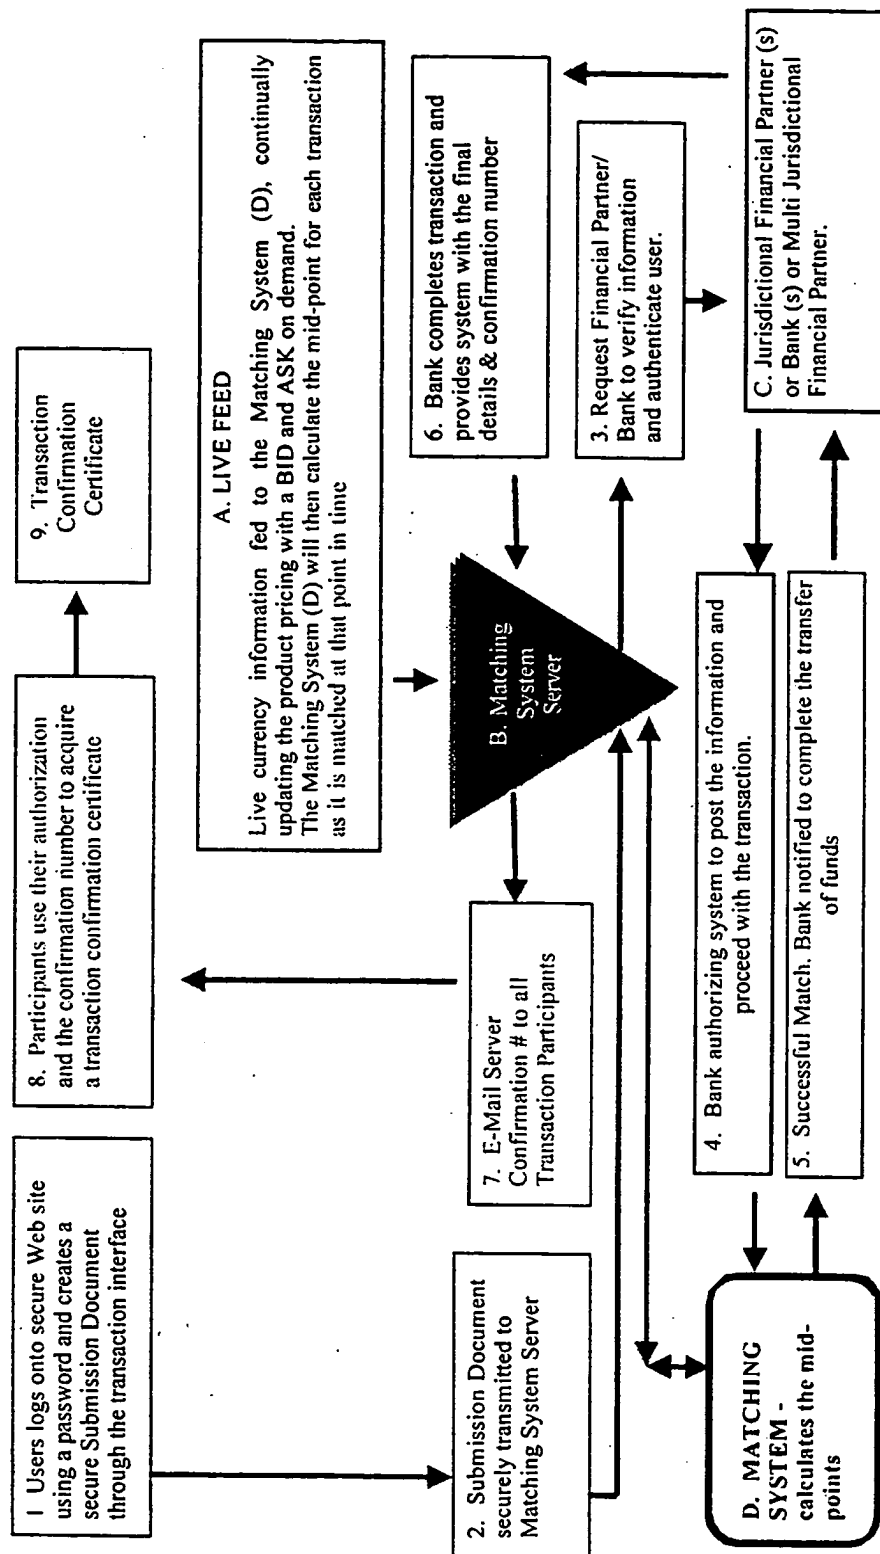 1 Users logs onto secure Web site
using a password and creates a
secure Submission Document
through the transaction interface
8. Participants use their authorization
and the confirmation number to acquire
a transaction confirmation certificate
9. Transaction
Confirmation
Certificate
A. LIVE FEED
Live currency information fed to the Matching System (D), continually
updating the product pricing with a BID and ASK on demand.
The Matching System (D) will then calculate the mid-point for each transaction
as it is matched at that point in time
2. Submission Document
securely transmitted to
Matching System Server
7. E-Mail Server
Confirmation # to all
Transaction Participants
B. Matching
System
Server
6. Bank completes transaction and
provides system with the final
details & confirmation number
3. Request Financial Partner/
Bank to verify information
and authenticate user.
D. MATCHING
SYSTEM -
calculates the mid-
points
4. Bank authorizing system to post the information and
proceed with the transaction.
5. Successful Match. Bank notified to complete the transfer
of funds
C. Jurisdictional Financial Partner (s)
or Bank (s) or Multi Jurisdictional
Financial Partner.